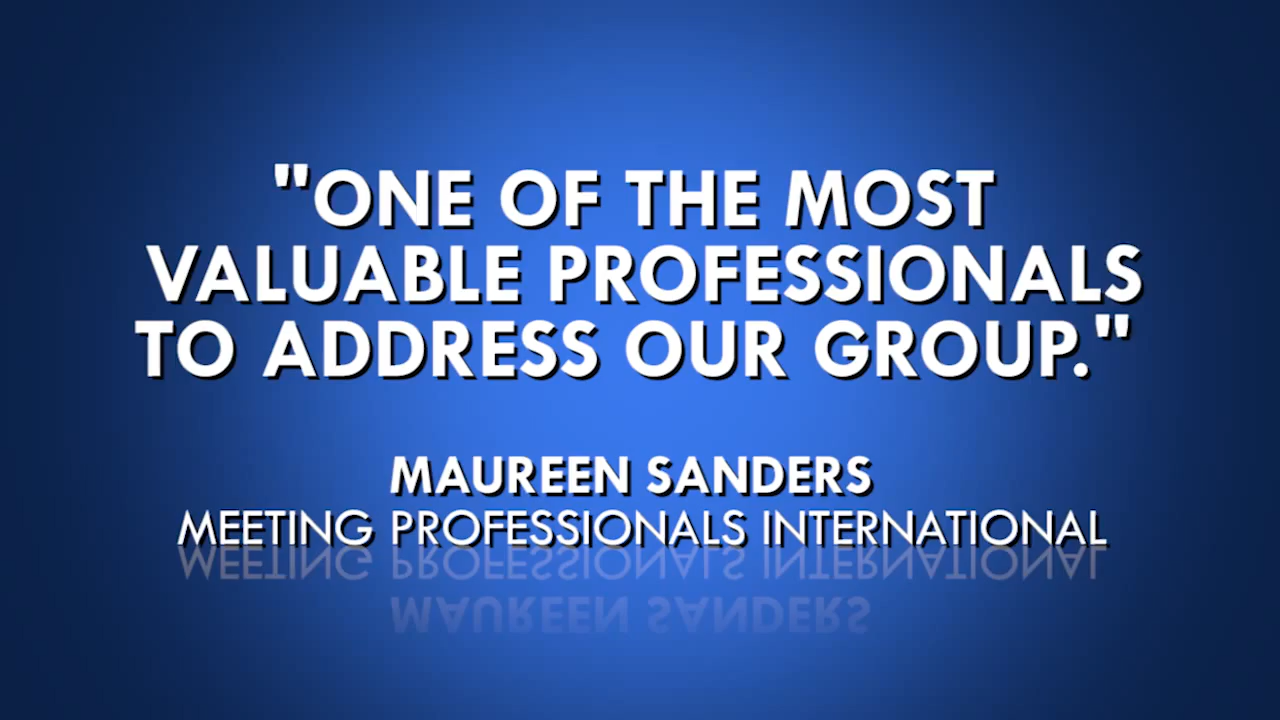 "ONE OF THE MOST
VALUABLE PROFESSIONALS
TO ADDRESS OUR GROUP."
MAUREEN SANDERS
MEETING PROFESSIONALS INTERNATIONAL